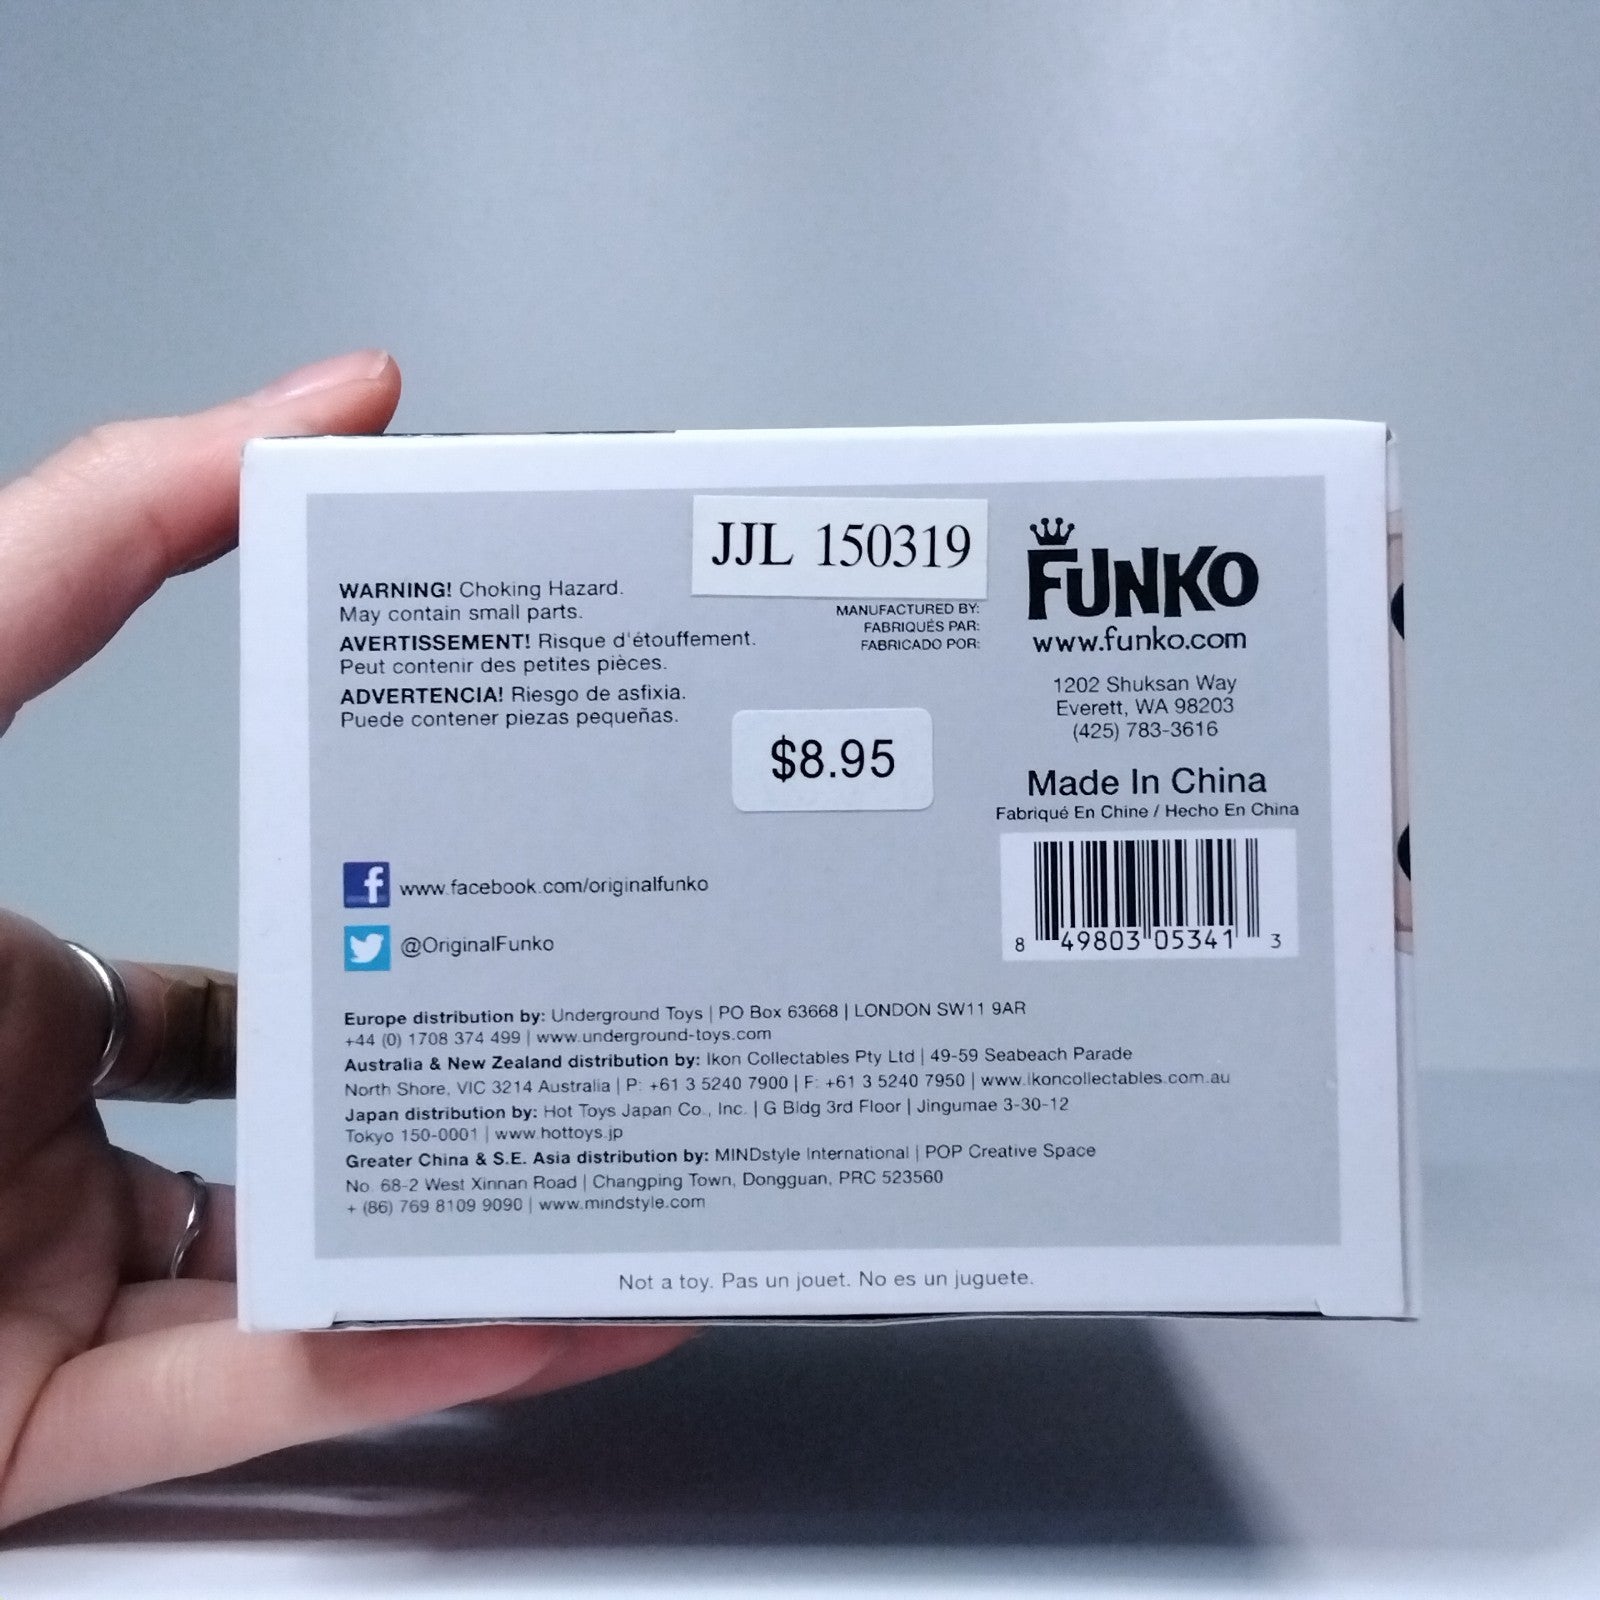 JJL 150319
WARNING! Choking Hazard.
May contain small parts.
AVERTISSEMENT! Risque d'étouffement.
Peut contenir des petites pièces.
ADVERTENCIA! Riesgo de asfixia.
Puede contener piezas pequeñas.
MANUFACTURED BY:
FABRIQUÉS PAR:
FABRICADO POR:
FUNKO
www.funko.com
1202 Shuksan Way
Everett, WA 98203
(425) 783-3616
$8.95
Made In China
Fabriqué En Chine / Hecho En China
8 49803 05341 3
www.facebook.com/originalfunko
@OriginalFunko
Europe distribution by: Underground Toys | PO Box 63668 | LONDON SW11 9AR
+44 (0) 1708 374 499 | www.underground-toys.com
Australia & New Zealand distribution by: Ikon Collectables Pty Ltd | 49-59 Seabeach Parade
North Shore, VIC 3214 Australia | P: +61 3 5240 7900 | F: +61 3 5240 7950 | www.ikoncollectables.com.au
Japan distribution by: Hot Toys Japan Co., Inc. | G Bldg 3rd Floor | Jingumae 3-30-12
Tokyo 150-0001 | www.hottoys.jp
Greater China & S.E. Asia distribution by: MINDstyle International | POP Creative Space
No. 68-2 West Xinnan Road | Changping Town, Dongguan, PRC 523560
+ (86) 769 8109 9090 | www.mindstyle.com
Not a toy. Pas un jouet. No es un juguete.